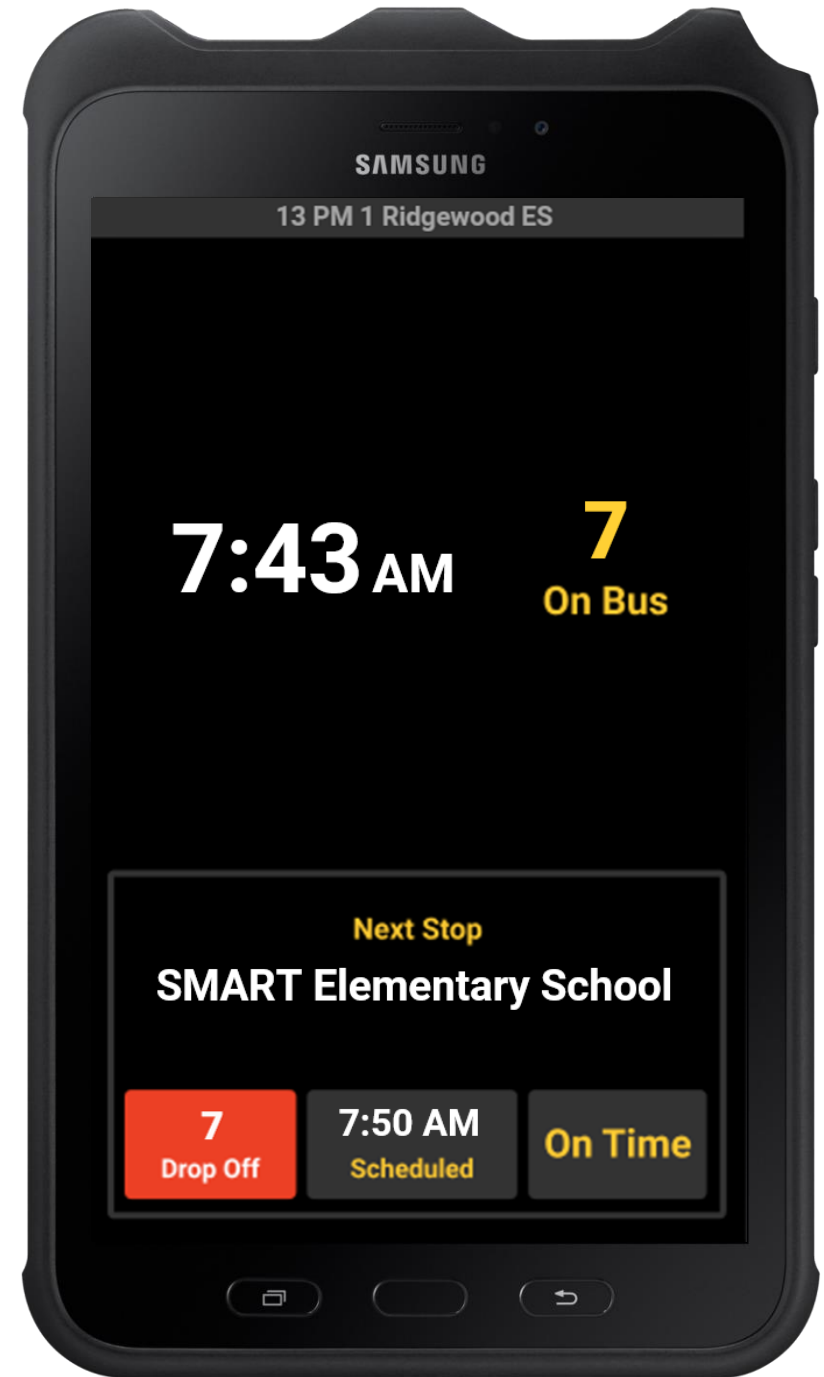 SAMSUNG
13 PM 1 Ridgewood ES
7:43 AM
7
On Bus
Next Stop
SMART Elementary School
7
Drop Off
7:50 AM
Scheduled
On Time